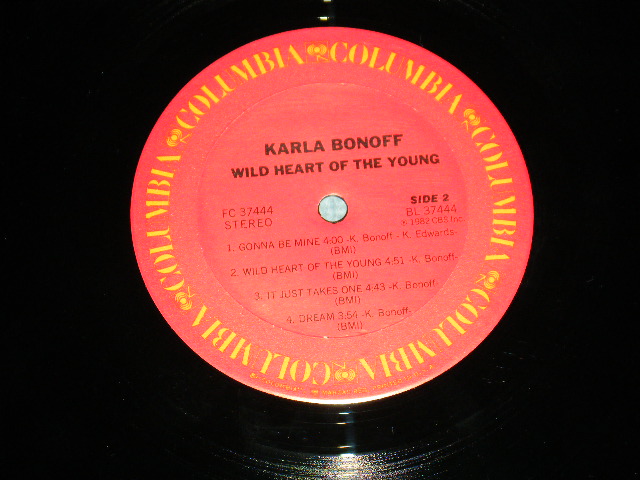 COLUMBIA COLUMBIA COLUMBIA COLUMBIA COLUMBIA COLUMBIA
KARLA BONOFF
WILD HEART OF THE YOUNG
FC 37444
STEREO
SIDE 2
BL 37444
℗ 1982 CBS Inc.
1. GONNA BE MINE 4:00 -K. Bonoff - K. Edwards-
(BMI)
2. WILD HEART OF THE YOUNG 4:51 -K. Bonoff-
(BMI)
3. IT JUST TAKES ONE 4:43 -K. Bonoff-
(BMI)
4. DREAM 3:54 -K. Bonoff-
(BMI)